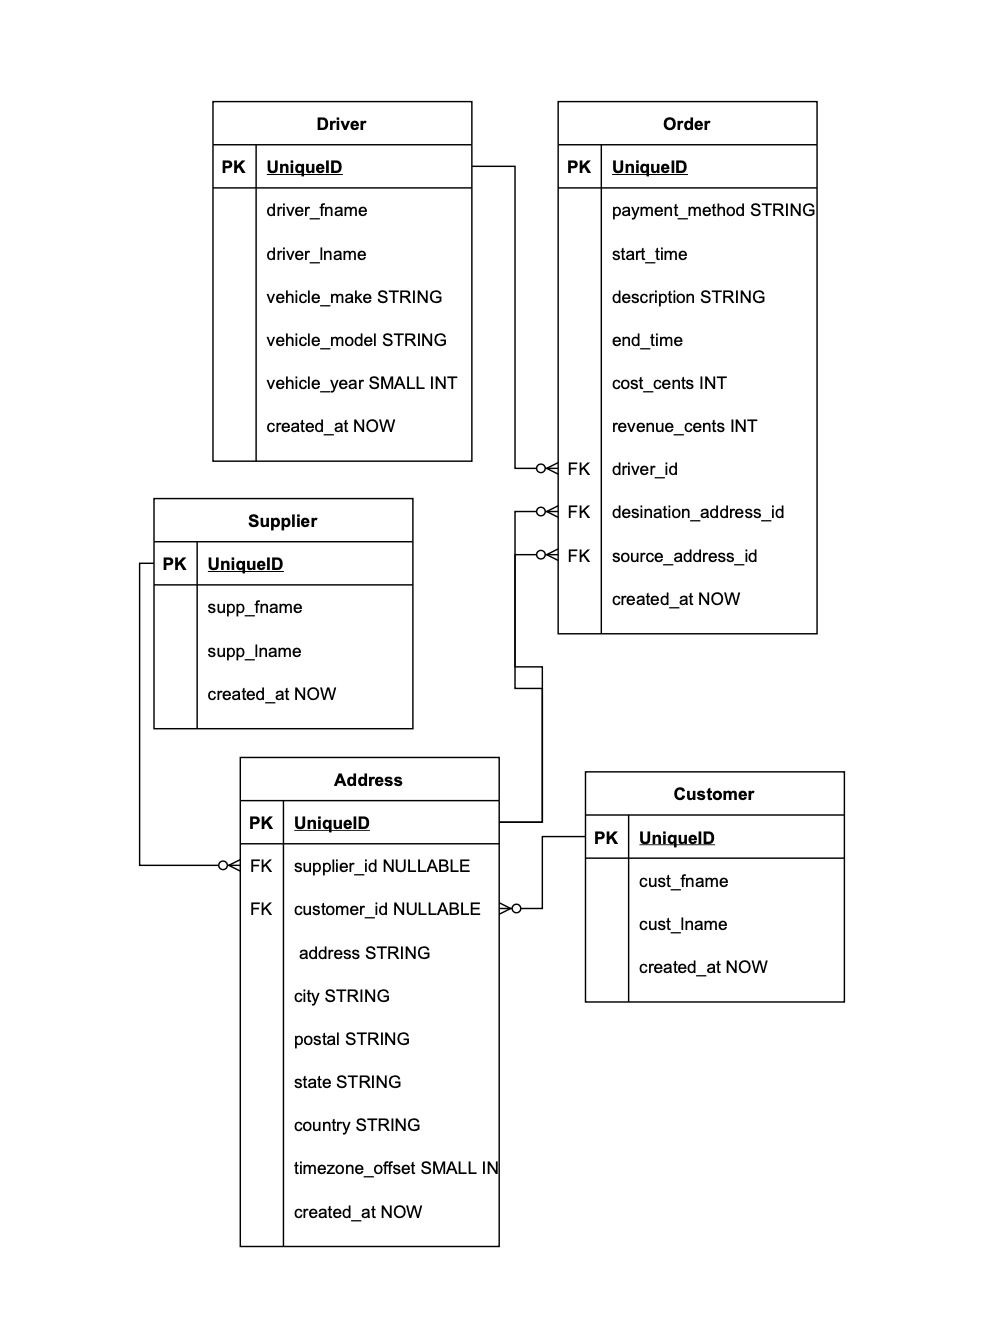 Driver
PK UniqueID
driver_fname
driver_lname
vehicle_make STRING
vehicle_model STRING
vehicle_year SMALL INT
created_at NOW
Order
PK UniqueID
payment_method STRING
start_time
description STRING
end_time
cost_cents INT
revenue_cents INT
FK driver_id
FK desination_address_id
FK source_address_id
created_at NOW
Supplier
PK UniqueID
supp_fname
supp_lname
created_at NOW
Address
PK UniqueID
FK supplier_id NULLABLE
FK customer_id NULLABLE
address STRING
city STRING
postal STRING
state STRING
country STRING
timezone_offset SMALL IN
created_at NOW
Customer
PK UniqueID
cust_fname
cust_lname
created_at NOW